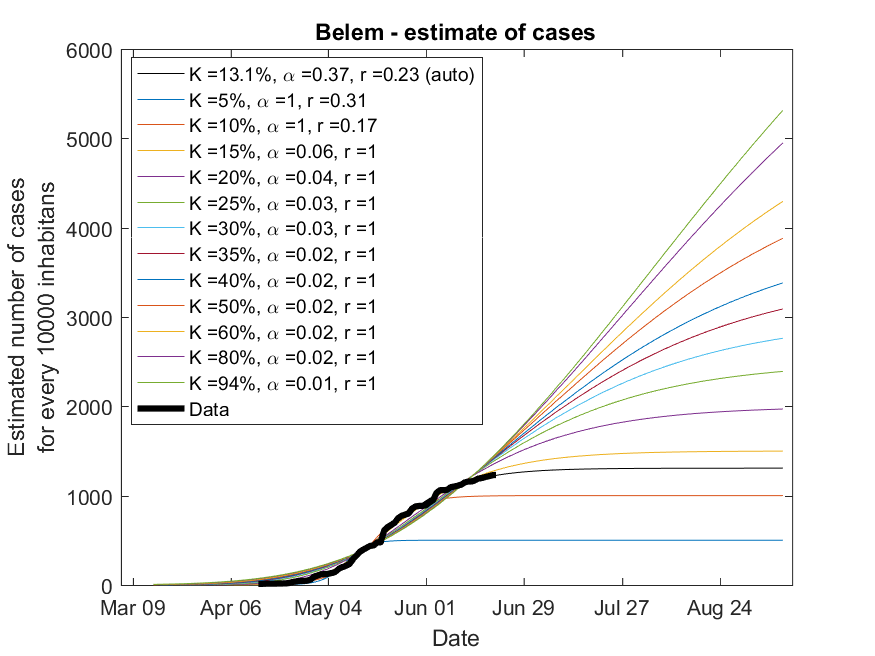 Belem - estimate of cases
6000
5000
4000
3000
2000
1000
0
Estimated number of cases
for every 10000 inhabitans
K =13.1%, α =0.37, r =0.23 (auto)
K =5%, α =1, r =0.31
K =10%, α =1, r =0.17
K =15%, α =0.06, r =1
K =20%, α =0.04, r =1
K =25%, α =0.03, r =1
K =30%, α =0.03, r =1
K =35%, α =0.02, r =1
K =40%, α =0.02, r =1
K =50%, α =0.02, r =1
K =60%, α =0.02, r =1
K =80%, α =0.02, r =1
K =94%, α =0.01, r =1
Data
Mar 09 Apr 06 May 04 Jun 01 Jun 29 Jul 27 Aug 24
Date